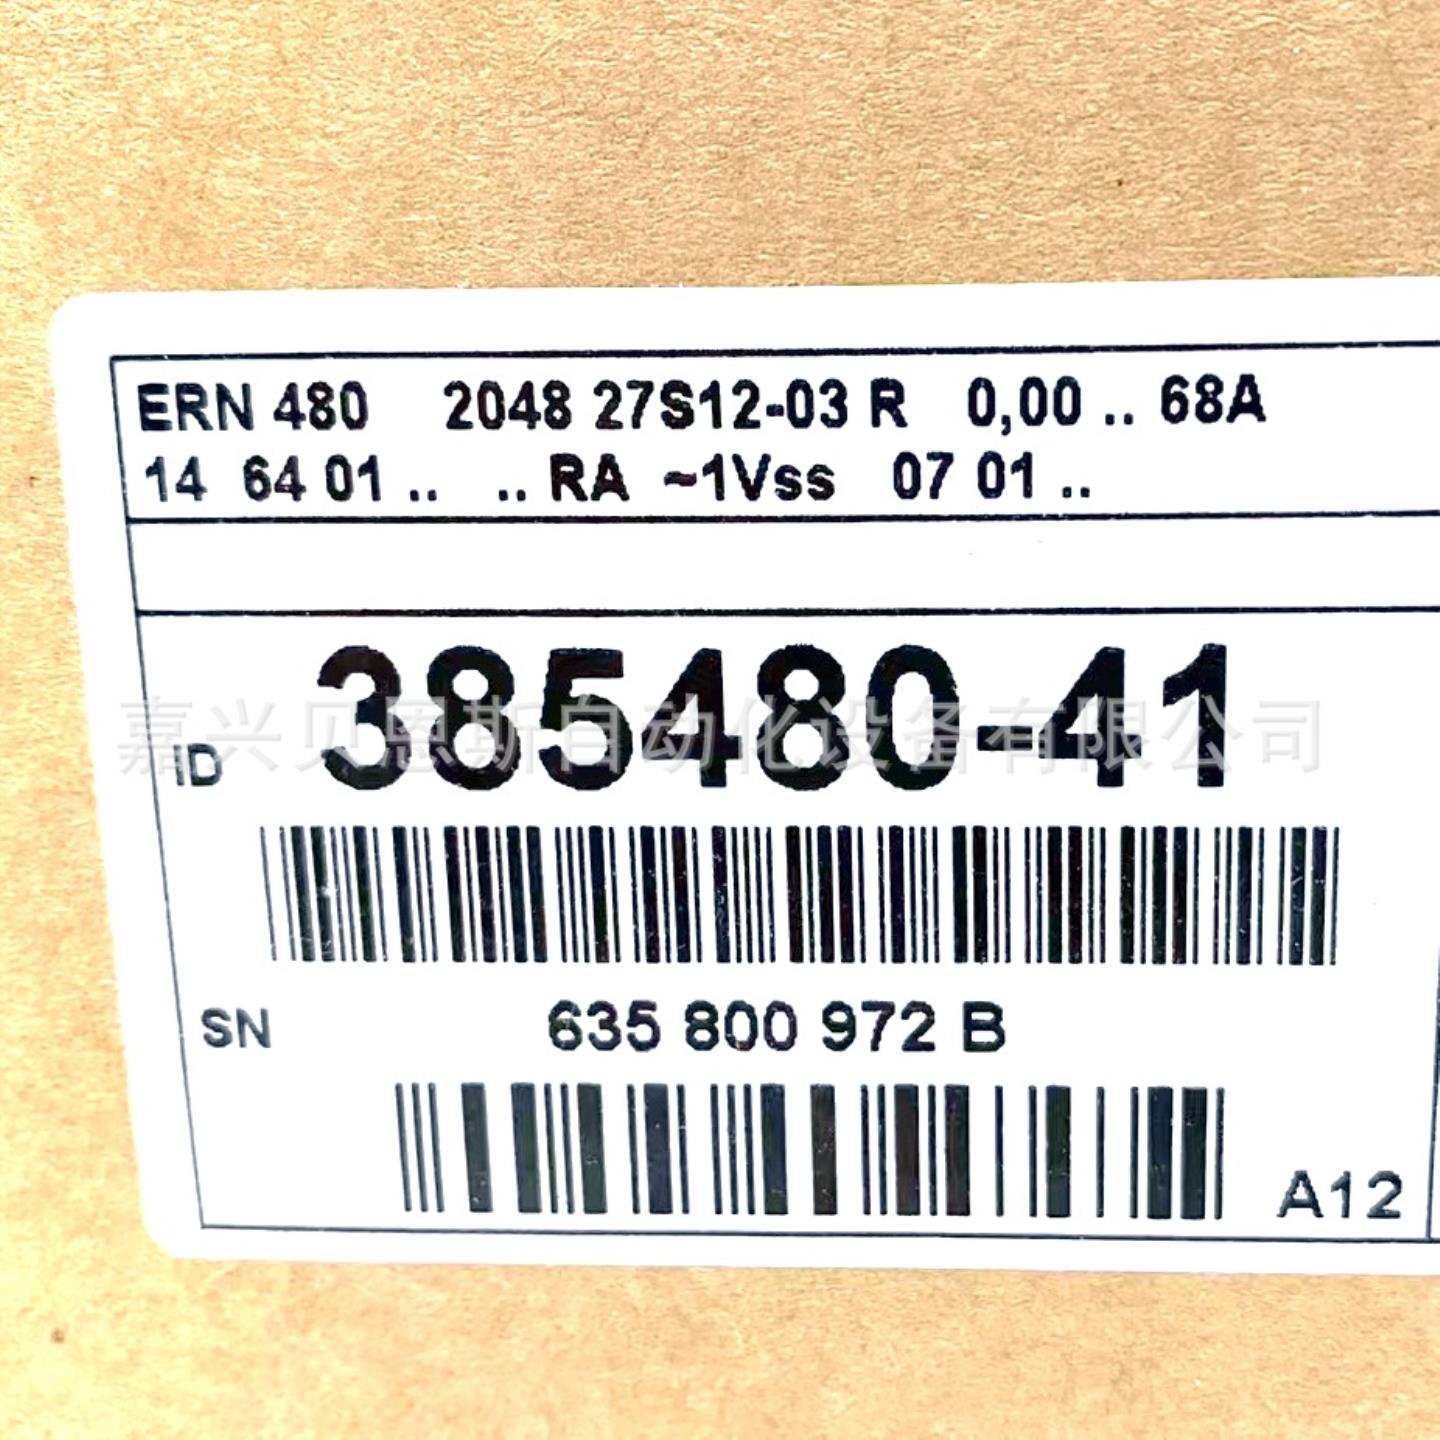 ERN 480 2048 27S12-03 R 0,00 .. 68A
14 64 01 .. .. RA ~1Vss 07 01 ..
ID 385480-41
嘉兴贝恩斯自动化设备有限公司
SN 635 800 972 B
A12